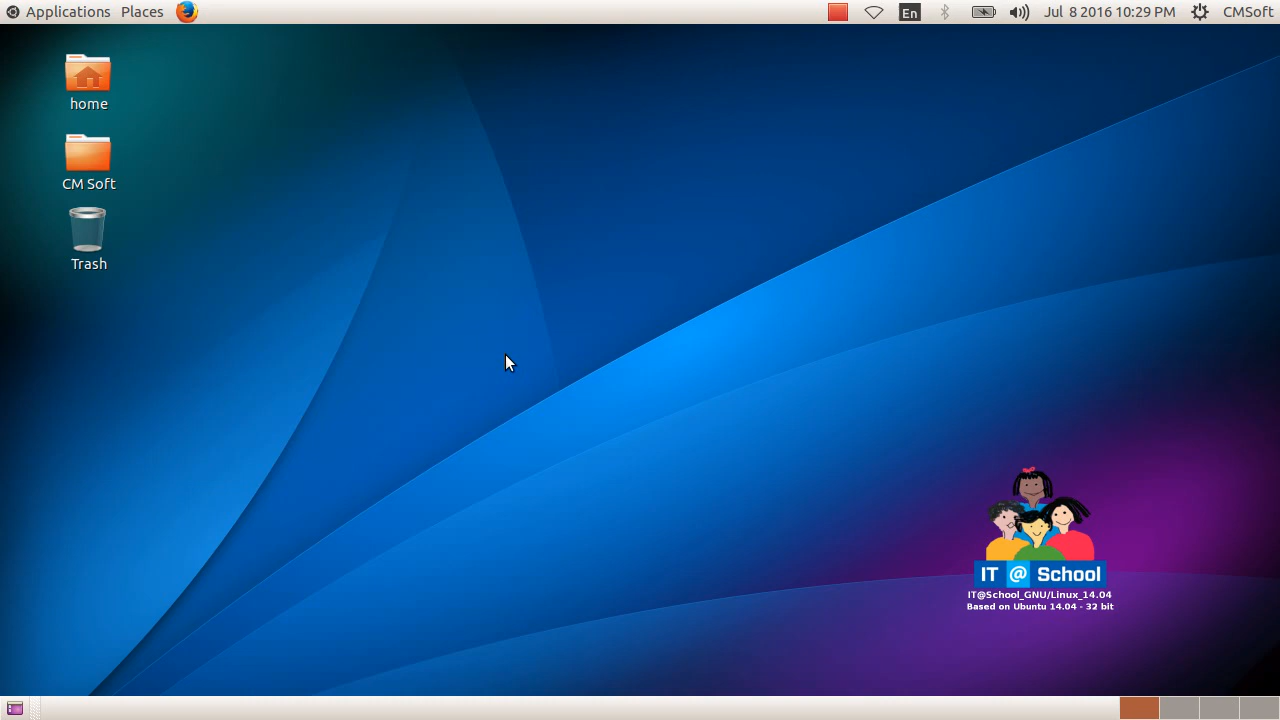 Applications Places En Jul 8 2016 10:29 PM CMSoft
home
CM Soft
Trash
IT @ School
IT@School_GNU/Linux_14.04
Based on Ubuntu 14.04 - 32 bit